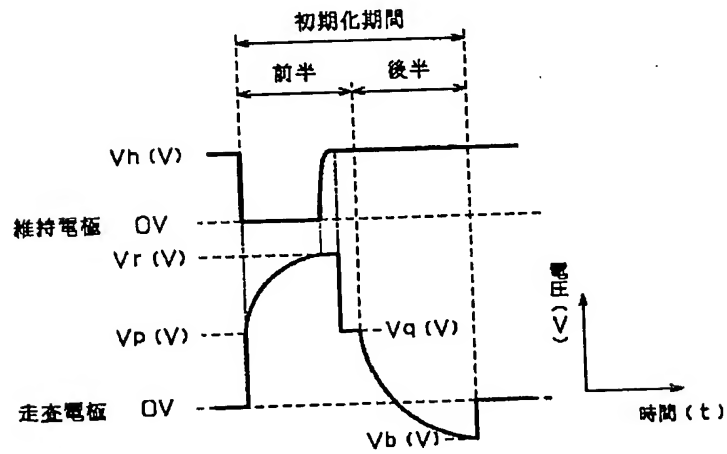 初期化期間
前半
後半
Vh(V)
維持電極 0V
Vr(V)
Vp(V)
Vq(V)
走査電極 0V
Vb(V)
電圧(V)
時間(t)